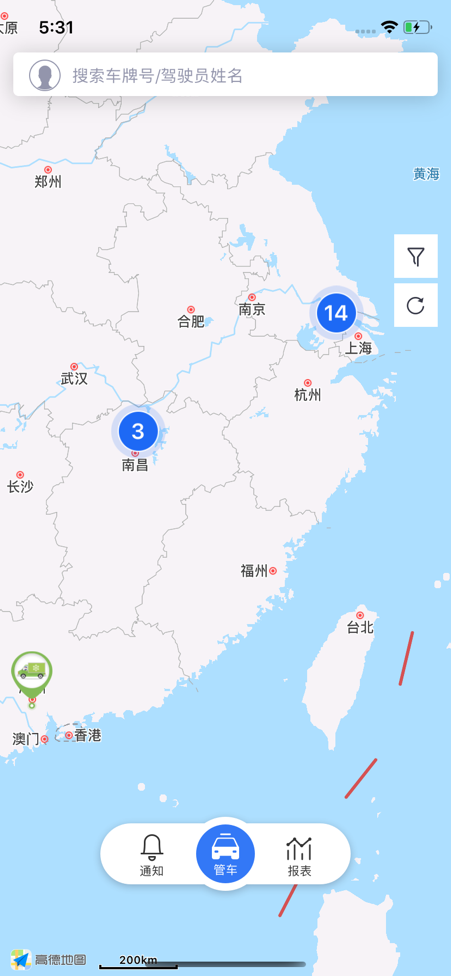 太原
5:31
搜索车牌号/驾驶员姓名
郑州
黄海
14
合肥
南京
上海
武汉
杭州
3
南昌
长沙
福州
台北
澳门
香港
通知
管车
报表
高德地图
200km